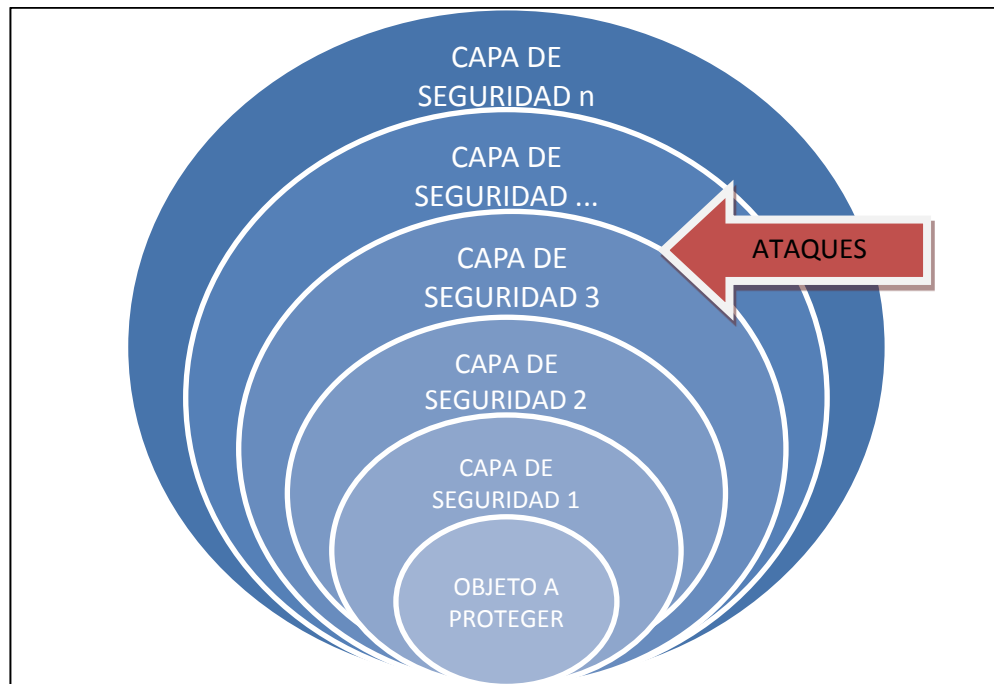 CAPA DE
SEGURIDAD n
CAPA DE
SEGURIDAD ...
ATAQUES
CAPA DE
SEGURIDAD 3
CAPA DE
SEGURIDAD 2
CAPA DE
SEGURIDAD 1
OBJETO A
PROTEGER